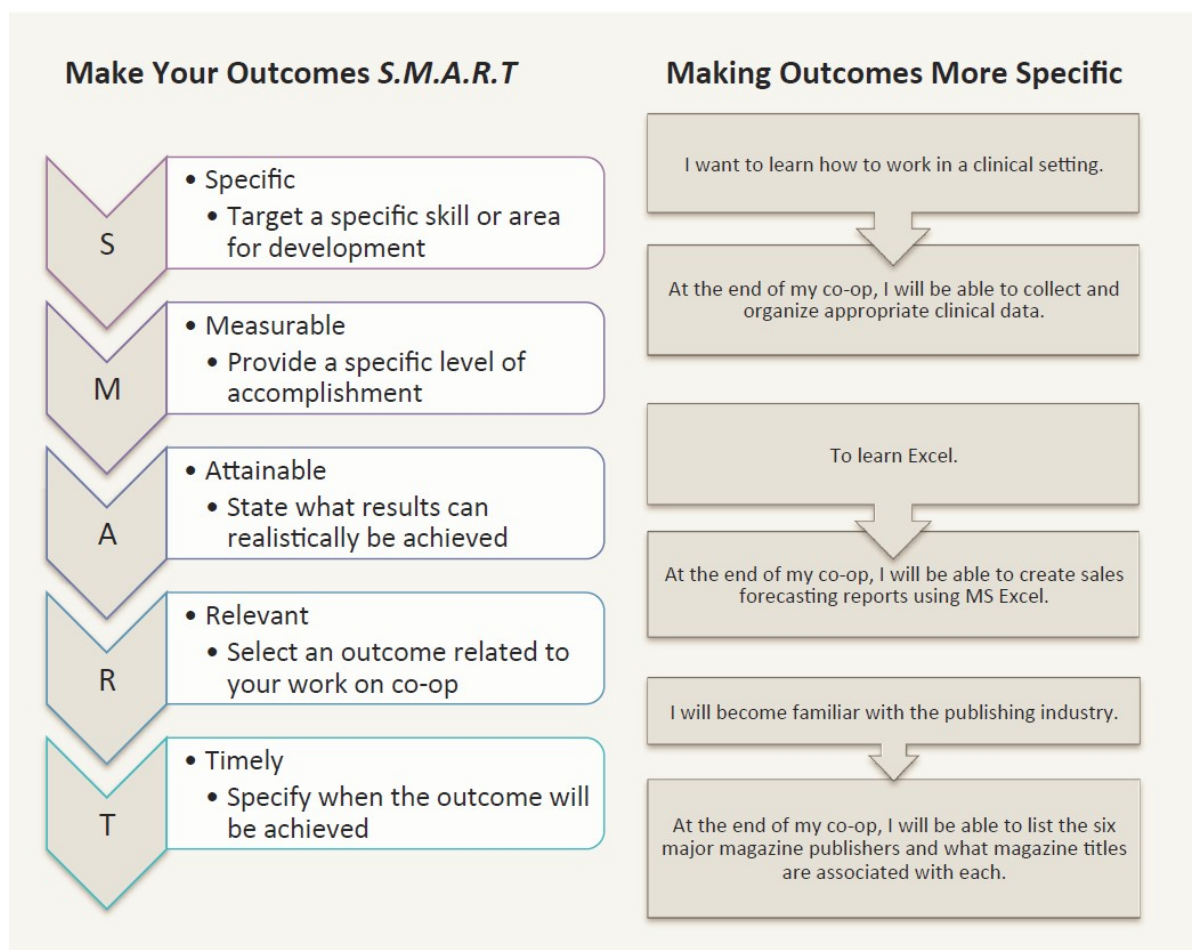 Make Your Outcomes S.M.A.R.T
S
• Specific
• Target a specific skill or area
for development
M
• Measurable
• Provide a specific level of
accomplishment
A
• Attainable
• State what results can
realistically be achieved
R
• Relevant
• Select an outcome related to
your work on co-op
T
• Timely
• Specify when the outcome will
be achieved
Making Outcomes More Specific
I want to learn how to work in a clinical setting.
At the end of my co-op, I will be able to collect and
organize appropriate clinical data.
To learn Excel.
At the end of my co-op, I will be able to create sales
forecasting reports using MS Excel.
I will become familiar with the publishing industry.
At the end of my co-op, I will be able to list the six
major magazine publishers and what magazine titles
are associated with each.